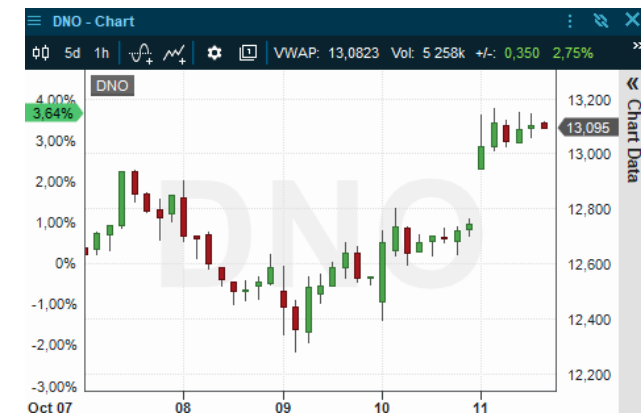 DNO - Chart
5d 1h 1 VWAP: 13,0823 Vol: 5 258k +/-: 0,350 2,75%
DNO
4,00%
3,64%
3,00%
2,00%
1,00%
0%
-1,00%
-2,00%
-3,00%
13,200
13,095
13,000
12,800
12,600
12,400
12,200
Oct 07 08 09 10 11
Chart Data
DNO